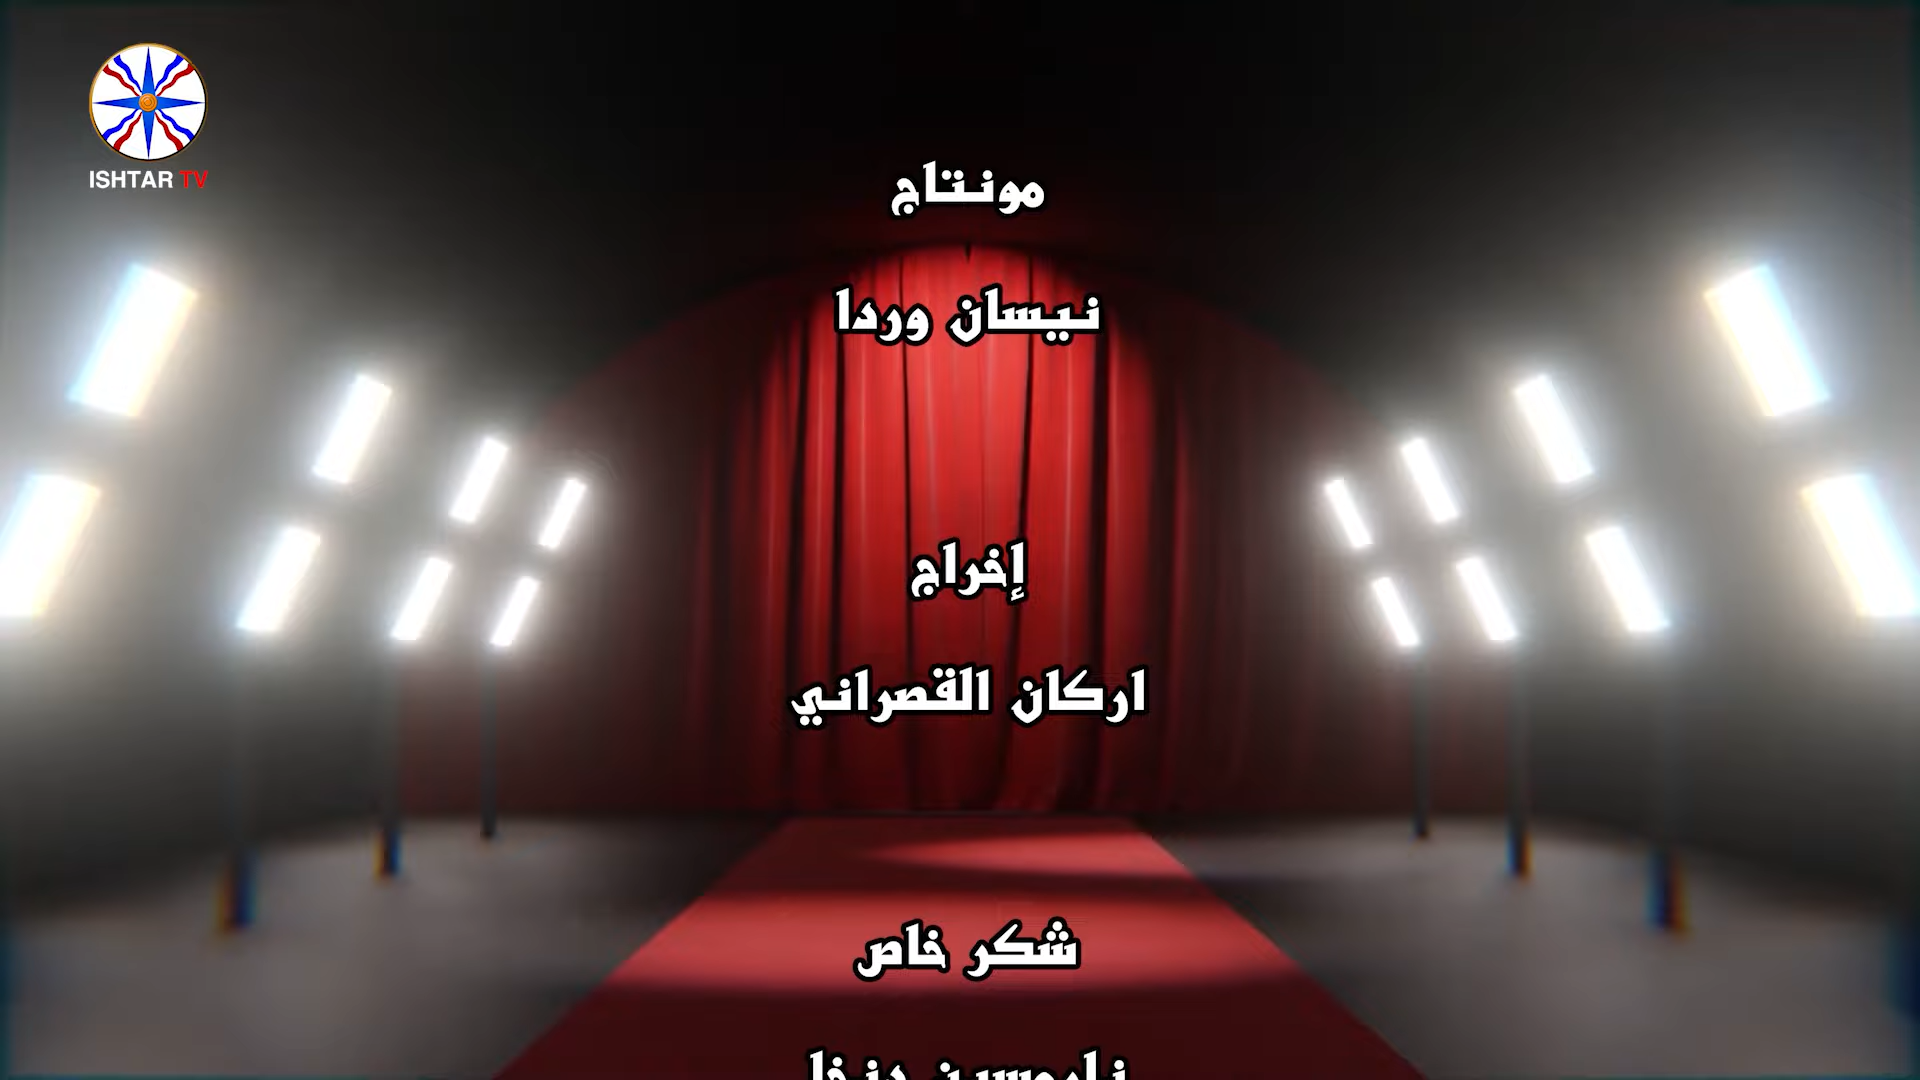 ISHTAR TV
مونتاج
نيسان وردا
إخراج
اركان القصراني
شكر خاص